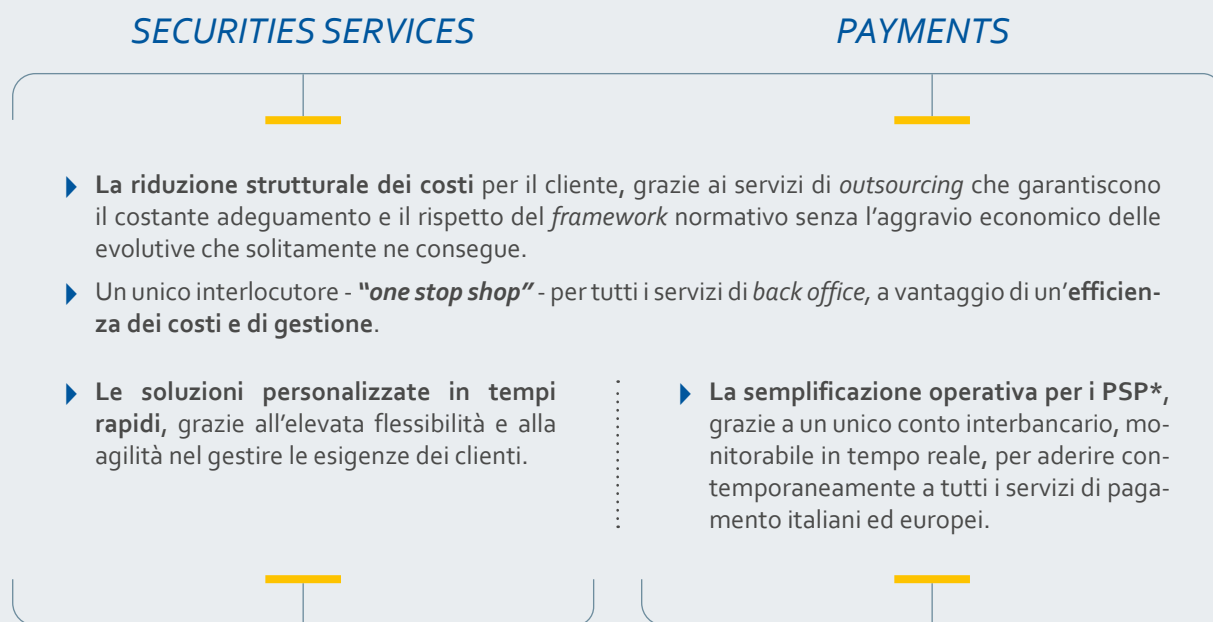 SECURITIES SERVICES
PAYMENTS
La riduzione strutturale dei costi per il cliente, grazie ai servizi di outsourcing che garantiscono
il costante adeguamento e il rispetto del framework normativo senza l'aggravio economico delle
evolutive che solitamente ne consegue.
Un unico interlocutore - "one stop shop" - per tutti i servizi di back office, a vantaggio di un'efficien-
za dei costi e di gestione.
Le soluzioni personalizzate in tempi
rapidi, grazie all'elevata flessibilità e alla
agilità nel gestire le esigenze dei clienti.
La semplificazione operativa per i PSP*,
grazie a un unico conto interbancario, mo-
nitorabile in tempo reale, per aderire con-
temporaneamente a tutti i servizi di paga-
mento italiani ed europei.